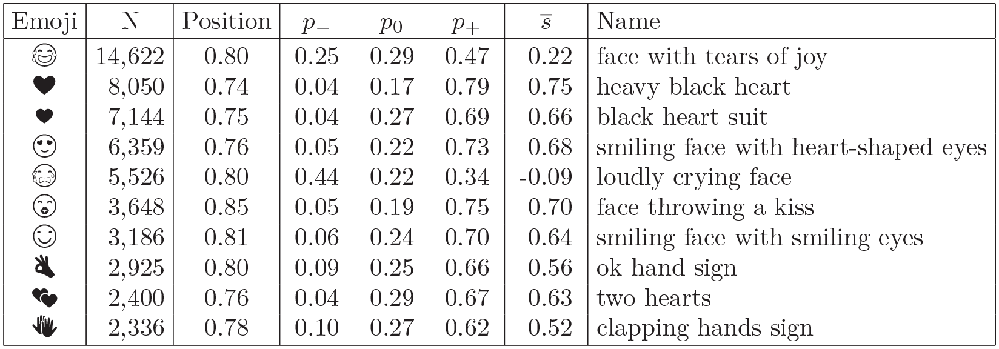 Emoji N Position p₋ p₀ p₊ s̅ Name
😂 14,622 0.80 0.25 0.29 0.47 0.22 face with tears of joy
❤ 8,050 0.74 0.04 0.17 0.79 0.75 heavy black heart
♥ 7,144 0.75 0.04 0.27 0.69 0.66 black heart suit
😍 6,359 0.76 0.05 0.22 0.73 0.68 smiling face with heart-shaped eyes
😭 5,526 0.80 0.44 0.22 0.34 -0.09 loudly crying face
😘 3,648 0.85 0.05 0.19 0.75 0.70 face throwing a kiss
😊 3,186 0.81 0.06 0.24 0.70 0.64 smiling face with smiling eyes
👌 2,925 0.80 0.09 0.25 0.66 0.56 ok hand sign
💕 2,400 0.76 0.04 0.29 0.67 0.63 two hearts
👏 2,336 0.78 0.10 0.27 0.62 0.52 clapping hands sign